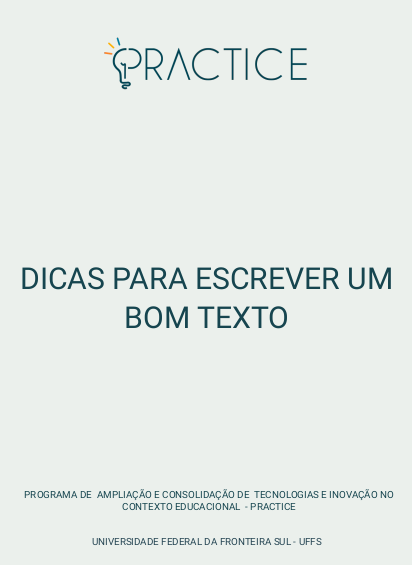 PRACTICE
DICAS PARA ESCREVER UM
BOM TEXTO
PROGRAMA DE AMPLIAÇÃO E CONSOLIDAÇÃO DE TECNOLOGIAS E INOVAÇÃO NO
CONTEXTO EDUCACIONAL - PRACTICE
UNIVERSIDADE FEDERAL DA FRONTEIRA SUL - UFFS